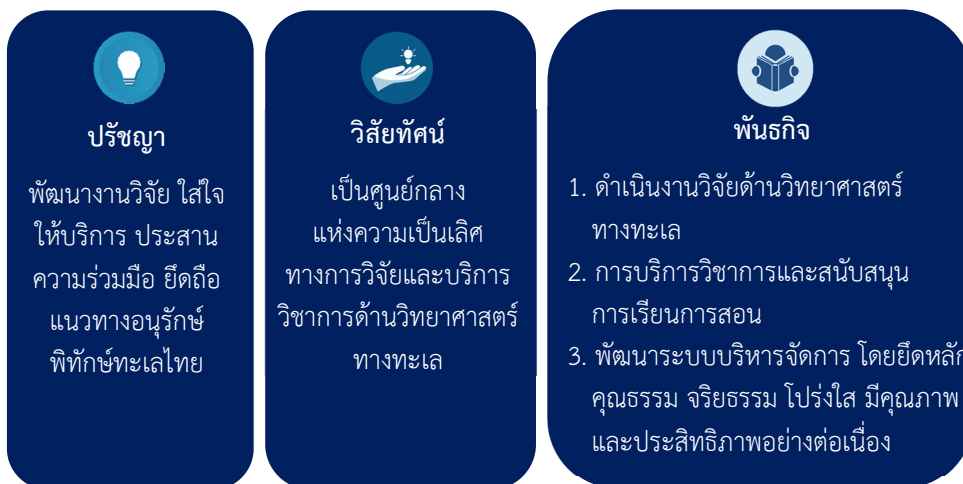 ปรัชญา
พัฒนางานวิจัย ใส่ใจ
ให้บริการ ประสาน
ความร่วมมือ ยึดถือ
แนวทางอนุรักษ์
พิทักษ์ทะเลไทย
วิสัยทัศน์
เป็นศูนย์กลาง
แห่งความเป็นเลิศ
ทางการวิจัยและบริการ
วิชาการด้านวิทยาศาสตร์
ทางทะเล
พันธกิจ
1. ดำเนินงานวิจัยด้านวิทยาศาสตร์
ทางทะเล
2. การบริการวิชาการและสนับสนุน
การเรียนการสอน
3. พัฒนาระบบบริหารจัดการ โดยยึดหลัก
คุณธรรม จริยธรรม โปร่งใส มีคุณภาพ
และประสิทธิภาพอย่างต่อเนื่อง